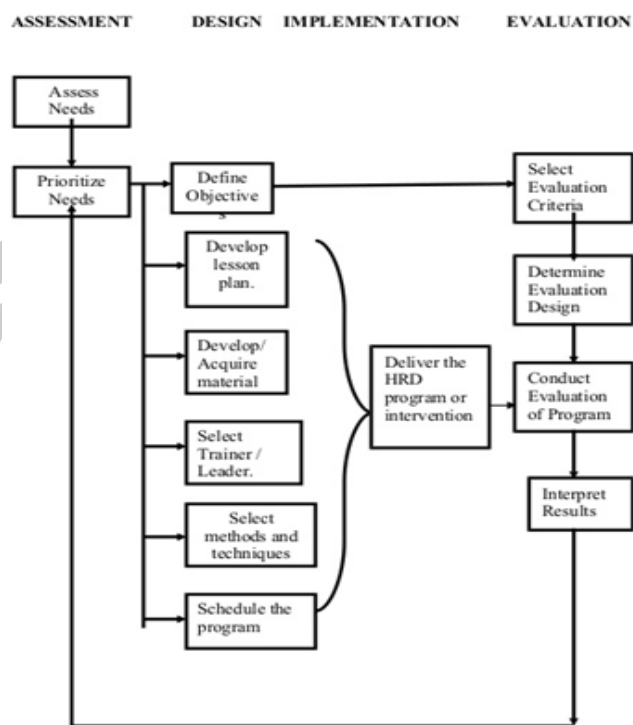 ASSESSMENT DESIGN IMPLEMENTATION EVALUATION
Assess
Needs
Prioritize
Needs
Define
Objective
s
Develop
lesson
plan.
Develop/
Acquire
material
Select
Trainer /
Leader.
Select
methods and
techniques
Schedule the
program
Deliver the
HRD
program or
intervention
Select
Evaluation
Criteria
Determine
Evaluation
Design
Conduct
Evaluation
of Program
Interpret
Results